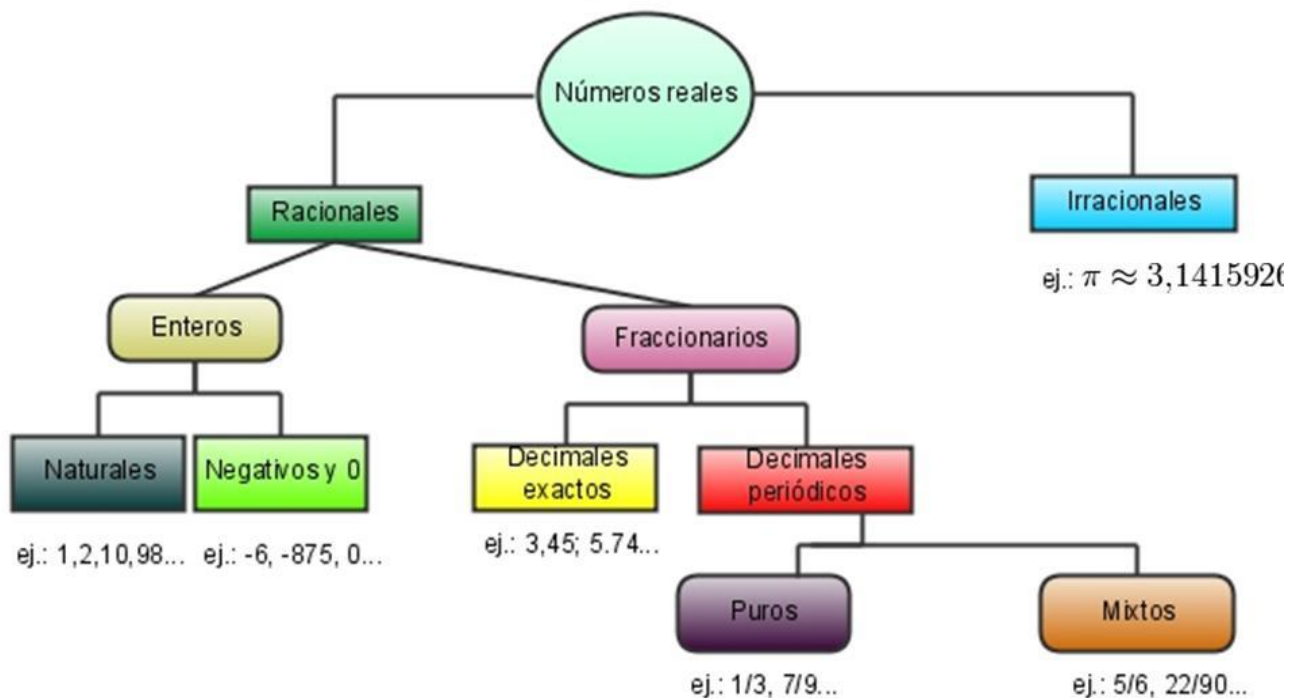 Números reales
Racionales
Irracionales
ej.: π ≈ 3,1415926
Enteros
Fraccionarios
Naturales
Negativos y 0
Decimales
exactos
Decimales
periódicos
ej.: 1,2,10,98...
ej.: -6, -875, 0...
ej.: 3,45; 5.74...
Puros
Mixtos
ej.: 1/3, 7/9...
ej.: 5/6, 22/90...